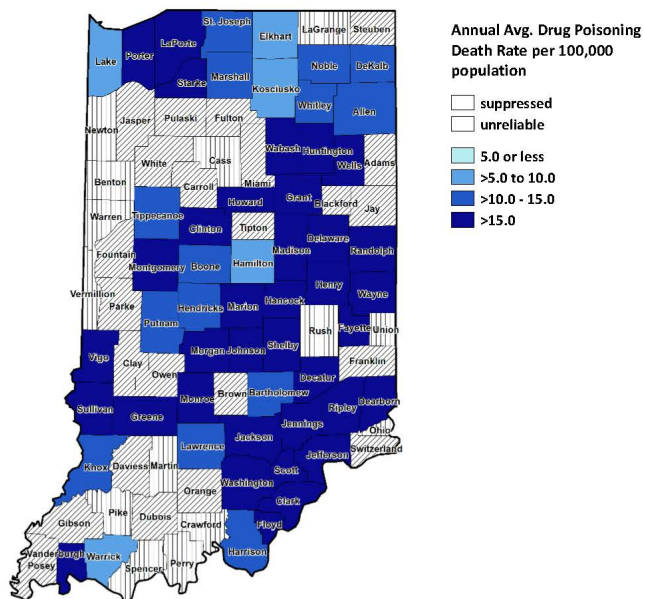 Annual Avg. Drug Poisoning
Death Rate per 100,000
population
suppressed
unreliable
5.0 or less
>5.0 to 10.0
>10.0 - 15.0
>15.0
St. Joseph
LaGrange
Steuben
Elkhart
LaPorte
Porter
Lake
Noble
DeKalb
Marshall
Starke
Kosciusko
Whitley
Allen
Jasper
Pulaski
Fulton
Newton
Wabash
Huntington
White
Cass
Wells
Adams
Benton
Carroll
Miami
Howard
Grant
Blackford
Jay
Warren
Tippecanoe
Clinton
Tipton
Delaware
Fountain
Madison
Randolph
Montgomery
Boone
Hamilton
Henry
Wayne
Vermillion
Parke
Hendricks
Marion
Hancock
Putnam
Rush
Fayette
Union
Vigo
Clay
Morgan
Johnson
Shelby
Franklin
Owen
Decatur
Monroe
Brown
Bartholomew
Sullivan
Greene
Ripley
Dearborn
Jennings
Ohio
Jackson
Lawrence
Switzerland
Jefferson
Knox
Daviess
Martin
Scott
Washington
Orange
Clark
Pike
Dubois
Gibson
Crawford
Floyd
Harrison
Vanderburgh
Warrick
Posey
Spencer
Perry